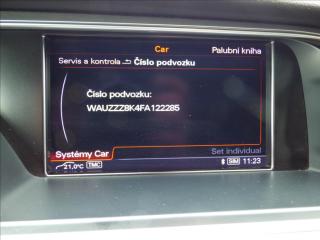 Car
Palubní kniha
Servis a kontrola Číslo podvozku
Číslo podvozku:
WAUZZZ8K4FA122285
Systémy Car
Set individual
21,0°C TMC
SIM 11:23